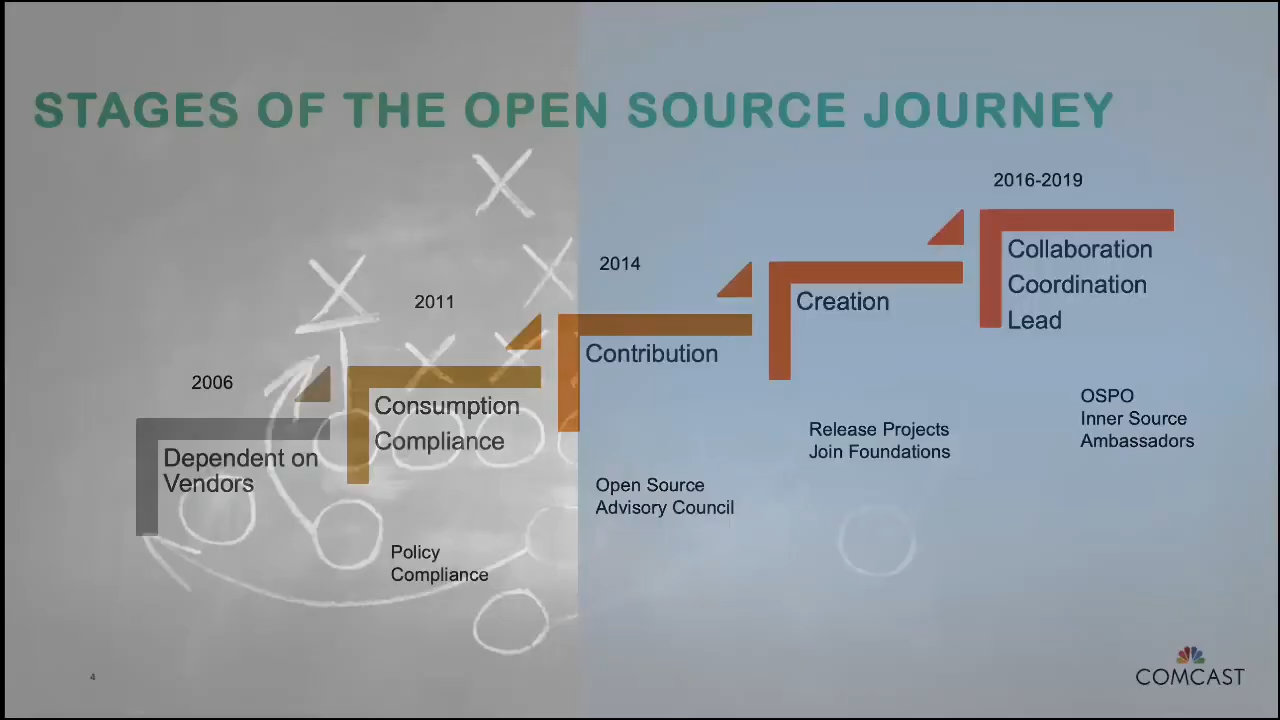 STAGES OF THE OPEN SOURCE JOURNEY
2006
Dependent on
Vendors
2011
Consumption
Compliance
Policy
Compliance
2014
Contribution
Open Source
Advisory Council
Creation
Release Projects
Join Foundations
2016-2019
Collaboration
Coordination
Lead
OSPO
Inner Source
Ambassadors
4
COMCAST